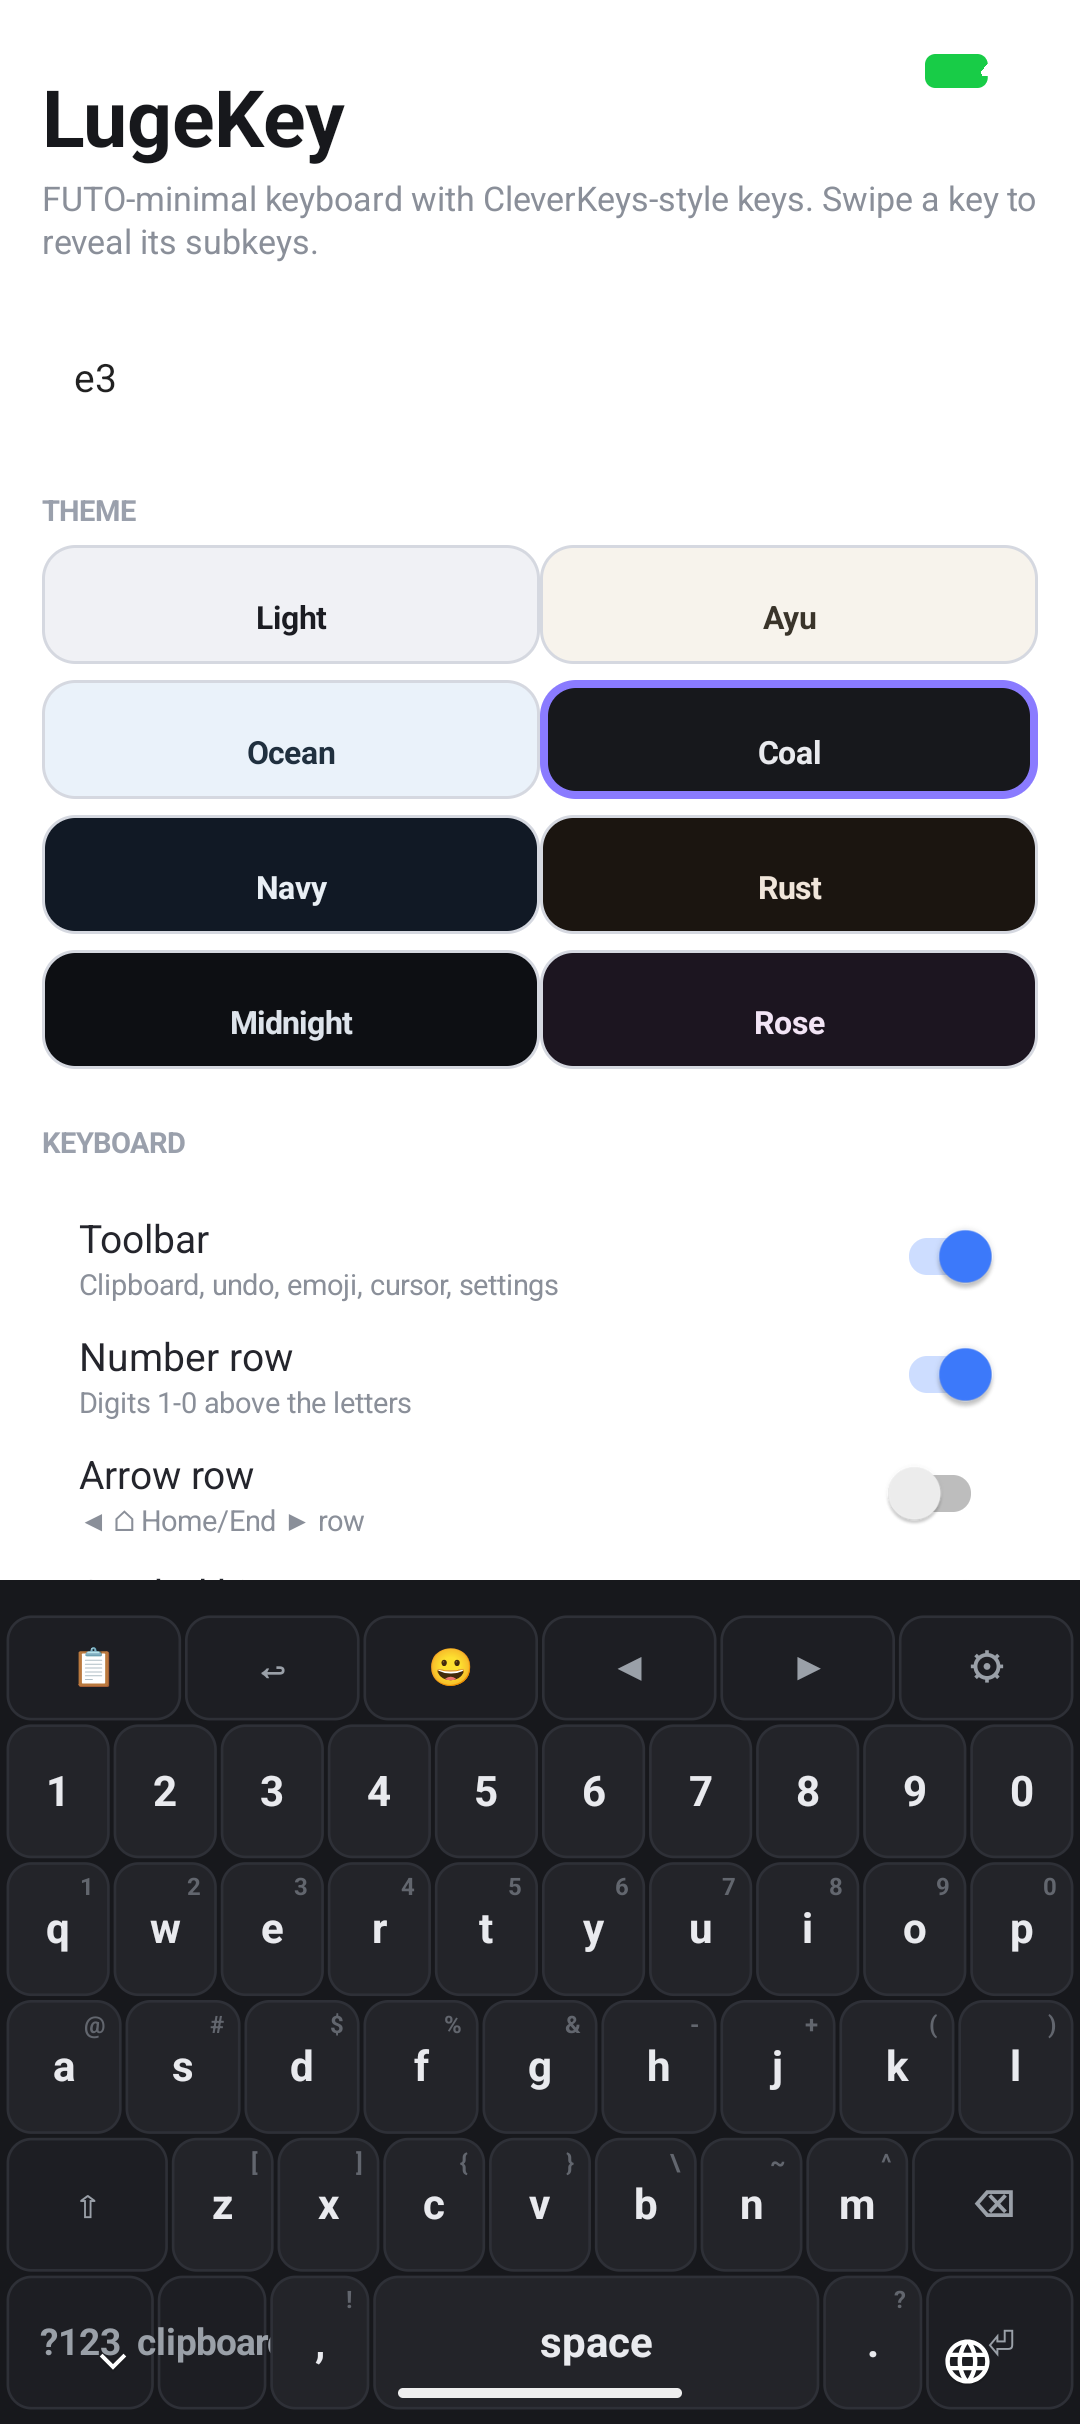 LugeKey
FUTO-minimal keyboard with CleverKeys-style keys. Swipe a key to
reveal its subkeys.
e3
THEME
Light Ayu
Ocean Coal
Navy Rust
Midnight Rose
KEYBOARD
Toolbar
Clipboard, undo, emoji, cursor, settings
Number row
Digits 1-0 above the letters
Arrow row
◄ ⌂ Home/End ► row
📋 ↩ 😀 ◀ ▶ ⚙
1 2 3 4 5 6 7 8 9 0
1 2 3 4 5 6 7 8 9 0
q w e r t y u i o p
@ # $ % & - + ( )
a s d f g h j k l
[ ] { } \ ~ ^
⇧ z x c v b n m ⌫
! ?
?123 , space . ⏎